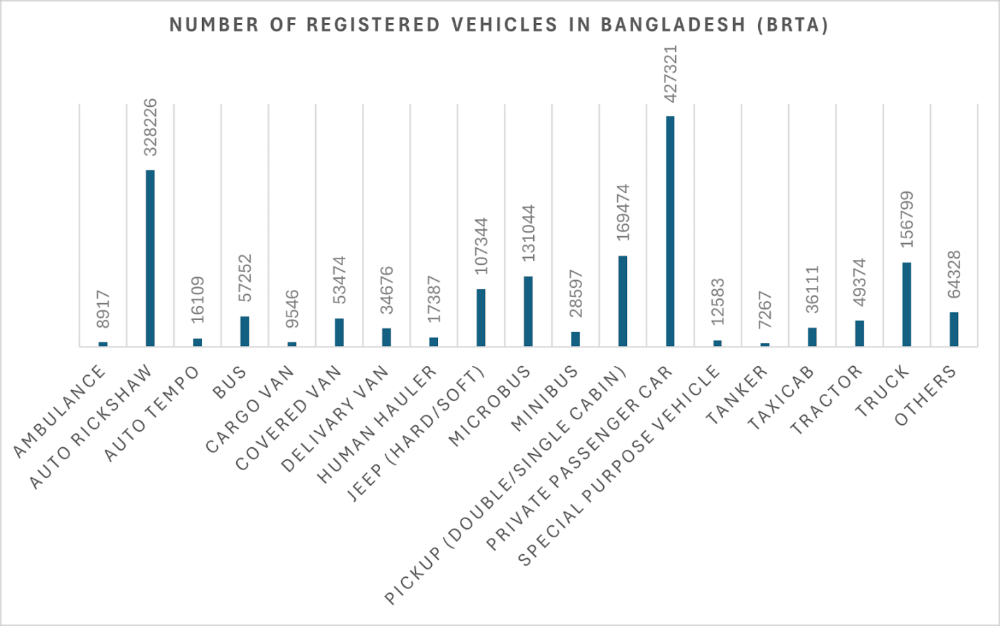 NUMBER OF REGISTERED VEHICLES IN BANGLADESH (BRTA)
8917
328226
16109
57252
9546
53474
34676
17387
107344
131044
28597
169474
427321
12583
7267
36111
49374
156799
64328
AMBULANCE
AUTO RICKSHAW
AUTO TEMPO
BUS
CARGO VAN
COVERED VAN
DELIVARY VAN
HUMAN HAULER
JEEP (HARD/SOFT)
MICROBUS
MINIBUS
PICKUP (DOUBLE/SINGLE CABIN)
PRIVATE PASSENGER CAR
SPECIAL PURPOSE VEHICLE
TANKER
TAXICAB
TRACTOR
TRUCK
OTHERS